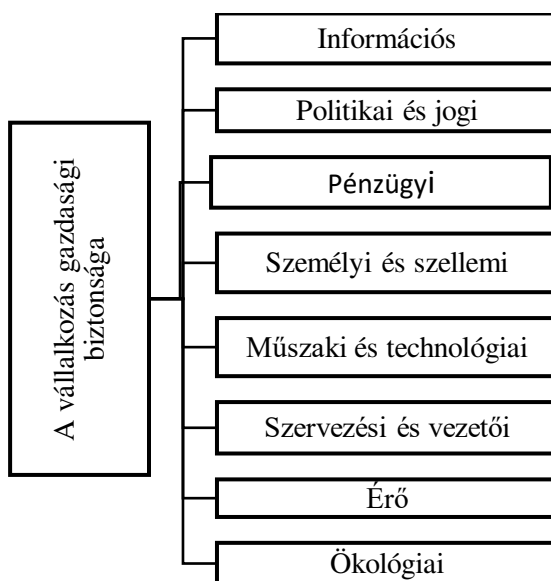 A vállalkozás gazdasági
biztonsága
Információs
Politikai és jogi
Pénzügyi
Személyi és szellemi
Műszaki és technológiai
Szervezési és vezetői
Érő
Ökológiai